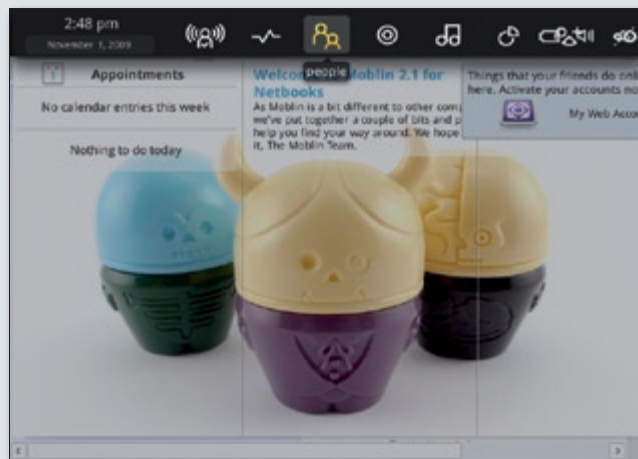 2:48 pm
November 1, 2009
people
1
Appointments
No calendar entries this week
Nothing to do today
Welco to Moblin 2.1 for
Netbooks
As Moblin is a bit different to other com
we've put together a couple of bits and p
help you find your way around. We hope
it, The Moblin Team.
Things that your friends do onl
here. Activate your accounts no
My Web Acco